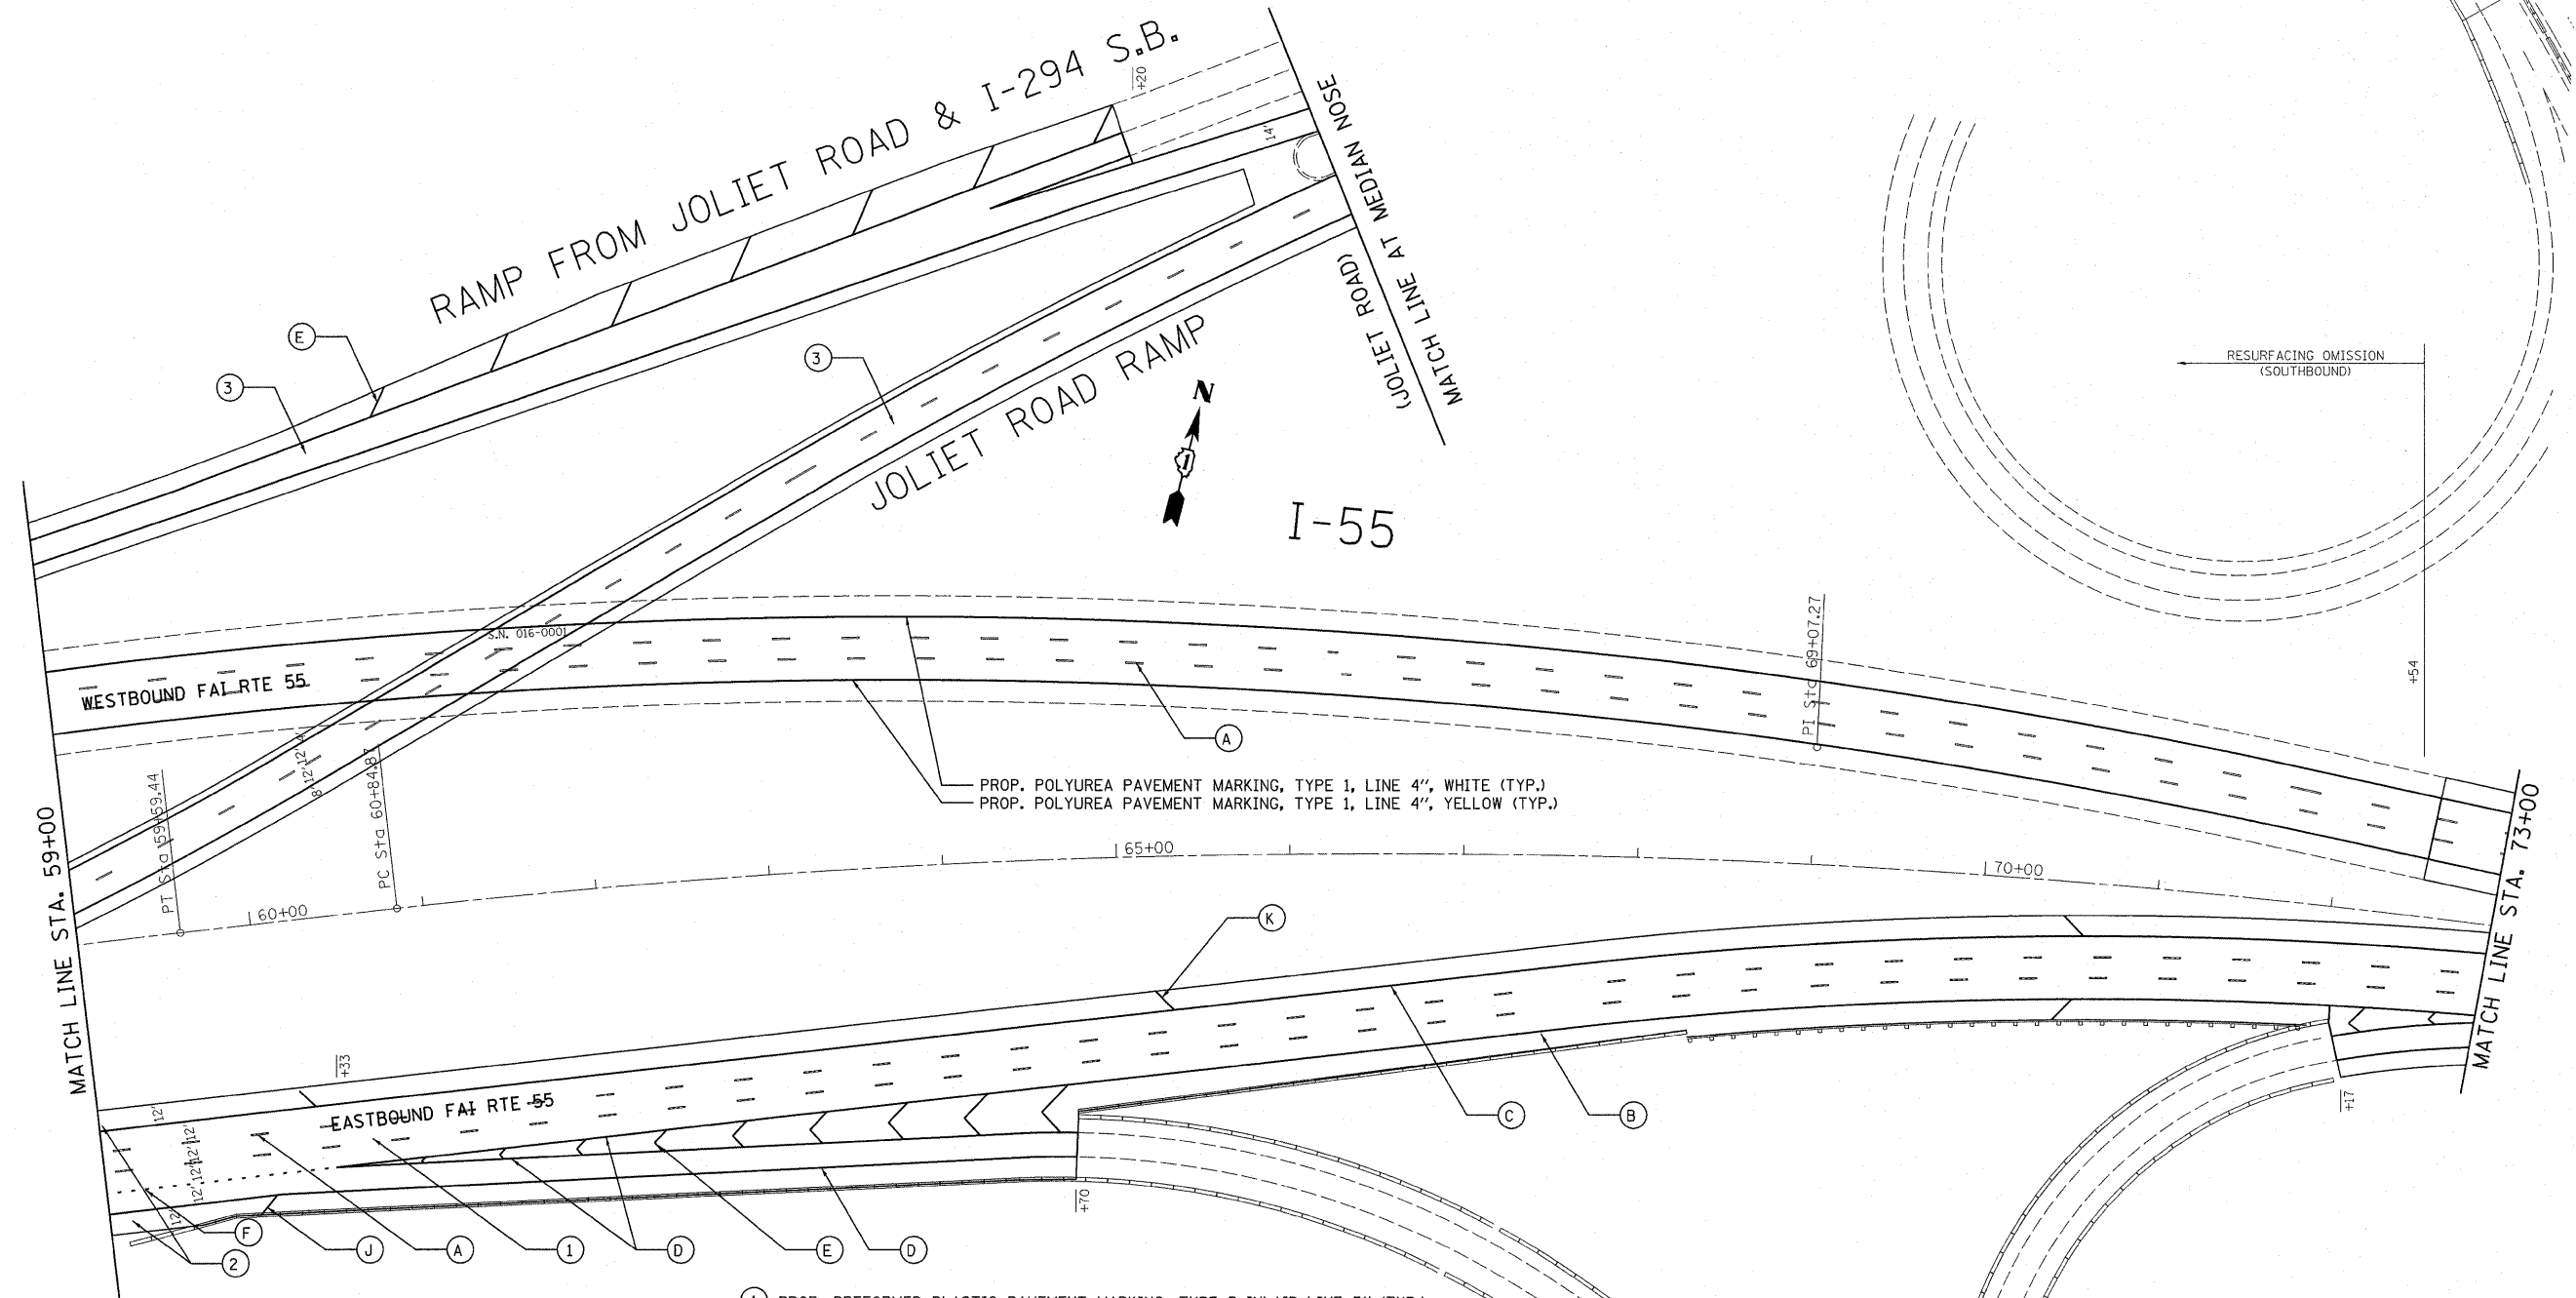 RAMP FROM JOLIET ROAD & I-294 S.B.
+20
14'
MATCH LINE AT MEDIAN NOSE
(JOLIET ROAD)
E
3
3
JOLIET ROAD RAMP
N
1
I-55
RESURFACING OMISSION
(SOUTHBOUND)
+54
S.N. 016-0001
WESTBOUND FAI RTE 55
PI Sta 69+07.27
A
PROP. POLYUREA PAVEMENT MARKING, TYPE 1, LINE 4", WHITE (TYP.)
PROP. POLYUREA PAVEMENT MARKING, TYPE 1, LINE 4", YELLOW (TYP.)
8' 12' 12' 4'
PT Sta 59+59.44
PC Sta 60+84.87
60+00
65+00
70+00
MATCH LINE STA. 59+00
MATCH LINE STA. 73+00
K
+33
EASTBOUND FAI RTE 55
12'
12' 12' 12' 12'
12'
C
B
+17
+70
F
2
J
A
1
D
E
D